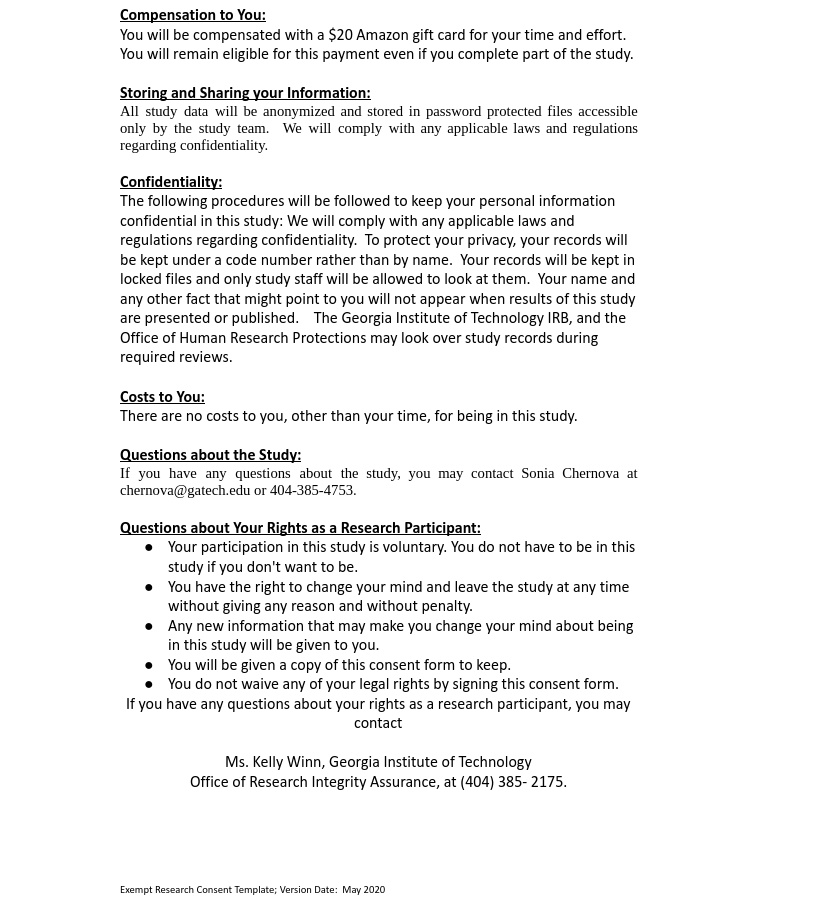 Compensation to You:
You will be compensated with a $20 Amazon gift card for your time and effort.
You will remain eligible for this payment even if you complete part of the study.
Storing and Sharing your Information:
All study data will be anonymized and stored in password protected files accessible
only by the study team.  We will comply with any applicable laws and regulations
regarding confidentiality.
Confidentiality:
The following procedures will be followed to keep your personal information
confidential in this study: We will comply with any applicable laws and
regulations regarding confidentiality.  To protect your privacy, your records will
be kept under a code number rather than by name.  Your records will be kept in
locked files and only study staff will be allowed to look at them.  Your name and
any other fact that might point to you will not appear when results of this study
are presented or published.    The Georgia Institute of Technology IRB, and the
Office of Human Research Protections may look over study records during
required reviews.
Costs to You:
There are no costs to you, other than your time, for being in this study.
Questions about the Study:
If you have any questions about the study, you may contact Sonia Chernova at
chernova@gatech.edu or 404-385-4753.
Questions about Your Rights as a Research Participant:
● Your participation in this study is voluntary. You do not have to be in this
study if you don't want to be.
● You have the right to change your mind and leave the study at any time
without giving any reason and without penalty.
● Any new information that may make you change your mind about being
in this study will be given to you.
● You will be given a copy of this consent form to keep.
● You do not waive any of your legal rights by signing this consent form.
If you have any questions about your rights as a research participant, you may
contact
Ms. Kelly Winn, Georgia Institute of Technology
Office of Research Integrity Assurance, at (404) 385- 2175.
Exempt Research Consent Template; Version Date:  May 2020